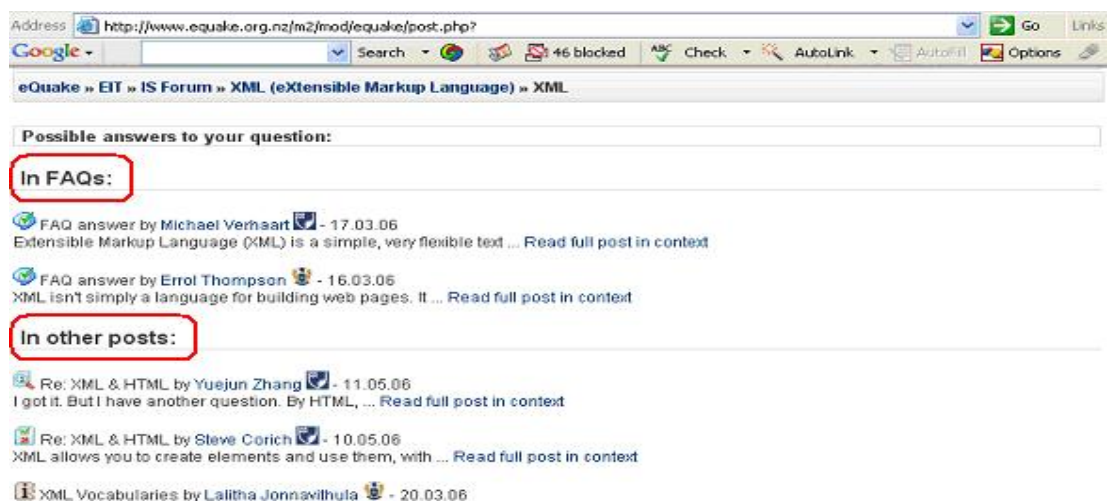 Address http://www.equake.org.nz/m2/mod/equake/post.php? Go Links
Google Search 46 blocked ABC Check AutoLink AutoFill Options
eQuake » EIT » IS Forum » XML (eXtensible Markup Language) » XML
Possible answers to your question:
In FAQs:
FAQ answer by Michael Verhaart - 17.03.06
Extensible Markup Language (XML) is a simple, very flexible text ... Read full post in context
FAQ answer by Errol Thompson - 16.03.06
XML isn't simply a language for building web pages. It ... Read full post in context
In other posts:
Re: XML & HTML by Yuejun Zhang - 11.05.06
I got it. But I have another question. By HTML, ... Read full post in context
Re: XML & HTML by Steve Corich - 10.05.06
XML allows you to create elements and use them, with ... Read full post in context
XML Vocabularies by Lalitha Jonnavilhula - 20.03.06